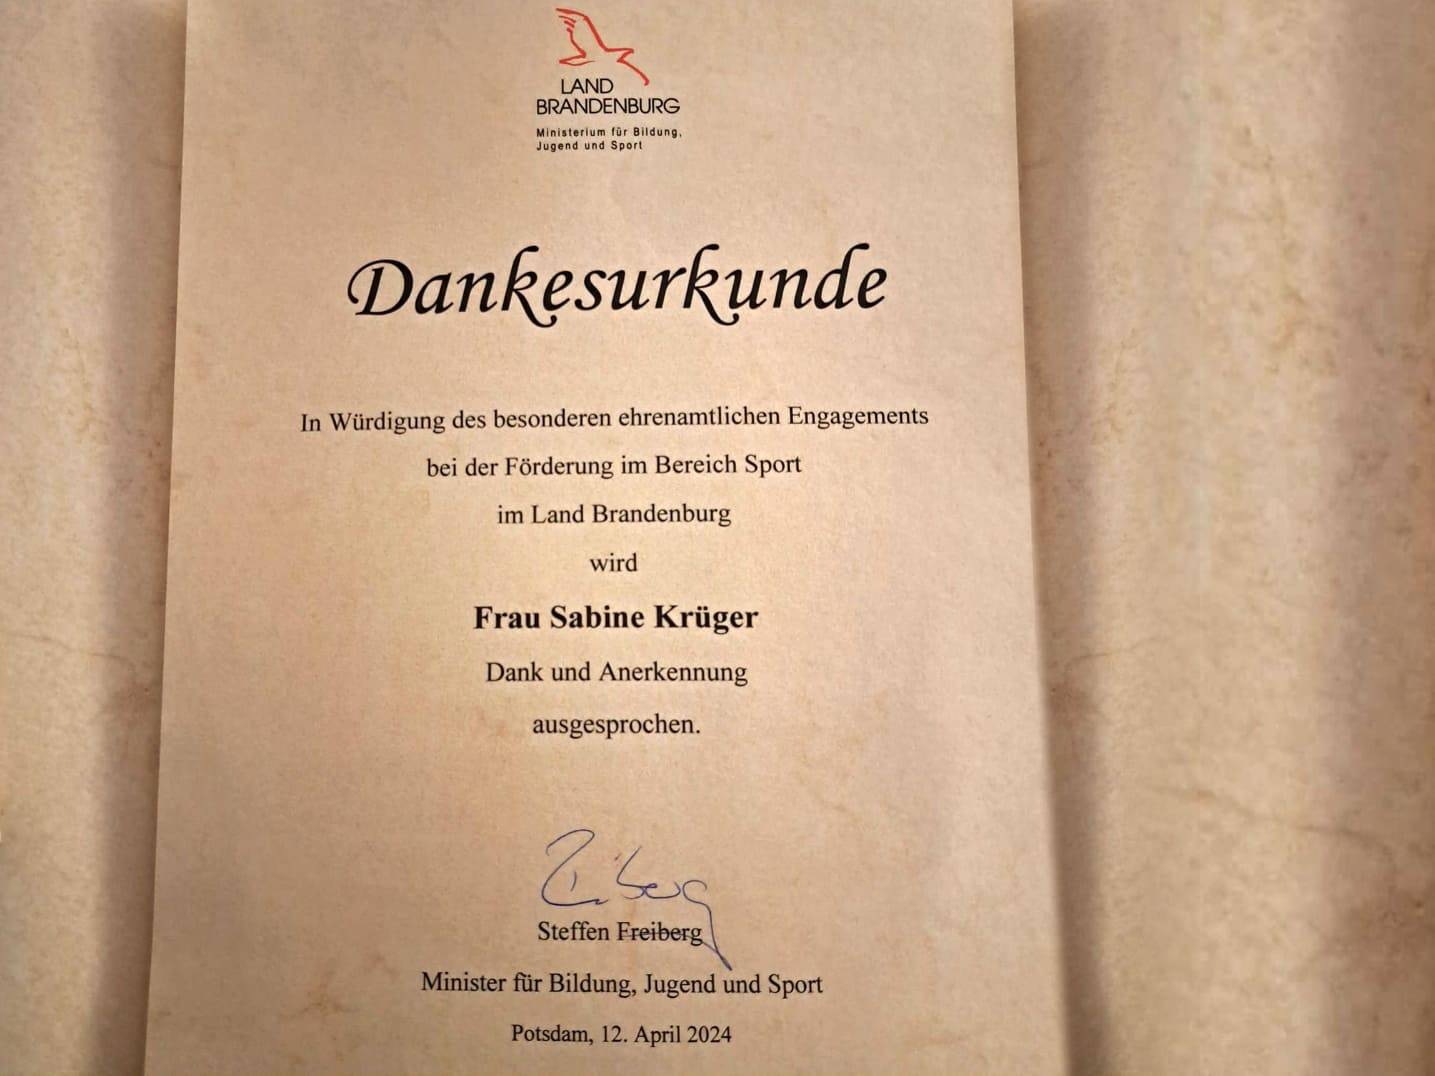 LAND
BRANDENBURG
Ministerium für Bildung,
Jugend und Sport
Dankesurkunde
In Würdigung des besonderen ehrenamtlichen Engagements
bei der Förderung im Bereich Sport
im Land Brandenburg
wird
Frau Sabine Krüger
Dank und Anerkennung
ausgesprochen.
Freiberg
Steffen Freiberg
Minister für Bildung, Jugend und Sport
Potsdam, 12. April 2024